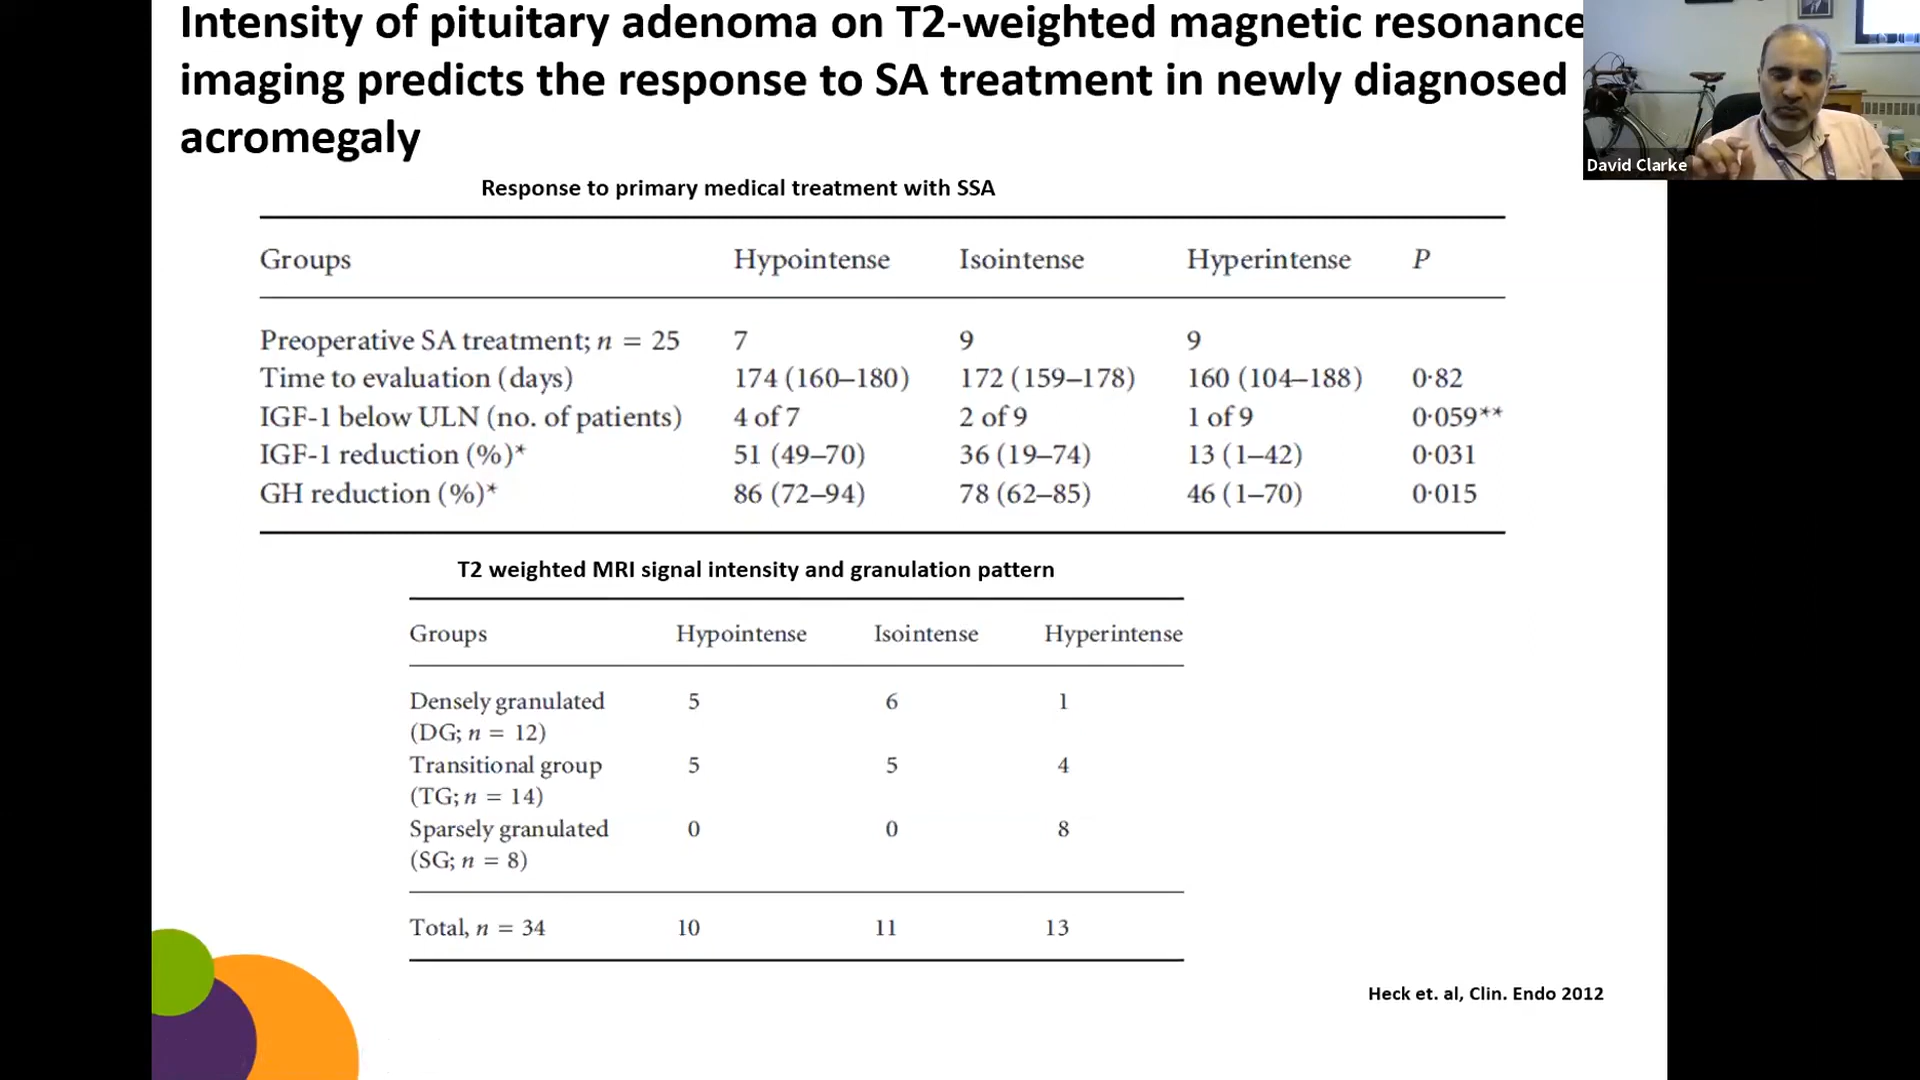 Intensity of pituitary adenoma on T2-weighted magnetic resonance
imaging predicts the response to SA treatment in newly diagnosed
acromegaly
David Clarke
Response to primary medical treatment with SSA
Groups Hypointense Isointense Hyperintense P
Preoperative SA treatment; n = 25 7 9 9
Time to evaluation (days) 174 (160–180) 172 (159–178) 160 (104–188) 0·82
IGF-1 below ULN (no. of patients) 4 of 7 2 of 9 1 of 9 0·059**
IGF-1 reduction (%)* 51 (49–70) 36 (19–74) 13 (1–42) 0·031
GH reduction (%)* 86 (72–94) 78 (62–85) 46 (1–70) 0·015
T2 weighted MRI signal intensity and granulation pattern
Groups Hypointense Isointense Hyperintense
Densely granulated 5 6 1
(DG; n = 12)
Transitional group 5 5 4
(TG; n = 14)
Sparsely granulated 0 0 8
(SG; n = 8)
Total, n = 34 10 11 13
Heck et. al, Clin. Endo 2012